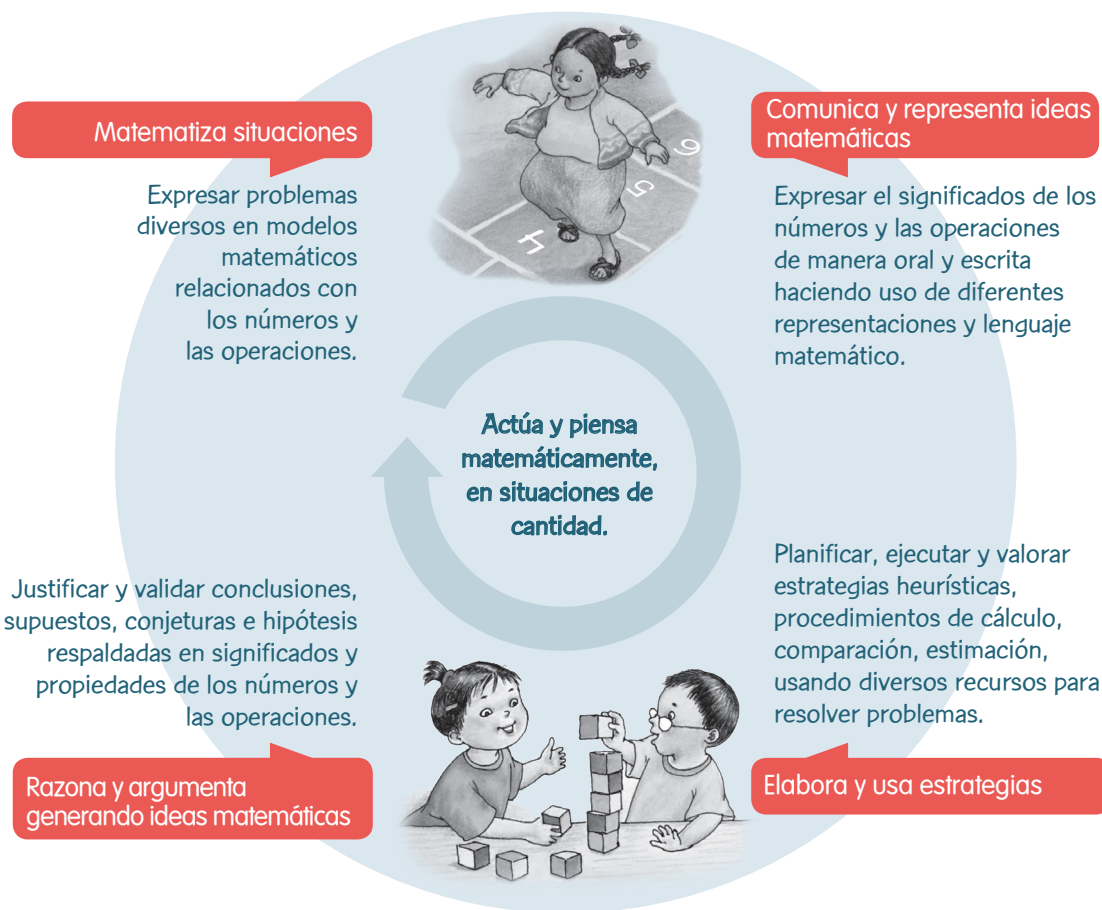 Matematiza situaciones
Expresar problemas
diversos en modelos
matemáticos
relacionados con
los números y
las operaciones.
Comunica y representa ideas
matemáticas
Expresar el significados de los
números y las operaciones
de manera oral y escrita
haciendo uso de diferentes
representaciones y lenguaje
matemático.
4
5
6
Actúa y piensa
matemáticamente,
en situaciones de
cantidad.
Justificar y validar conclusiones,
supuestos, conjeturas e hipótesis
respaldadas en significados y
propiedades de los números y
las operaciones.
Razona y argumenta
generando ideas matemáticas
Planificar, ejecutar y valorar
estrategias heurísticas,
procedimientos de cálculo,
comparación, estimación,
usando diversos recursos para
resolver problemas.
Elabora y usa estrategias